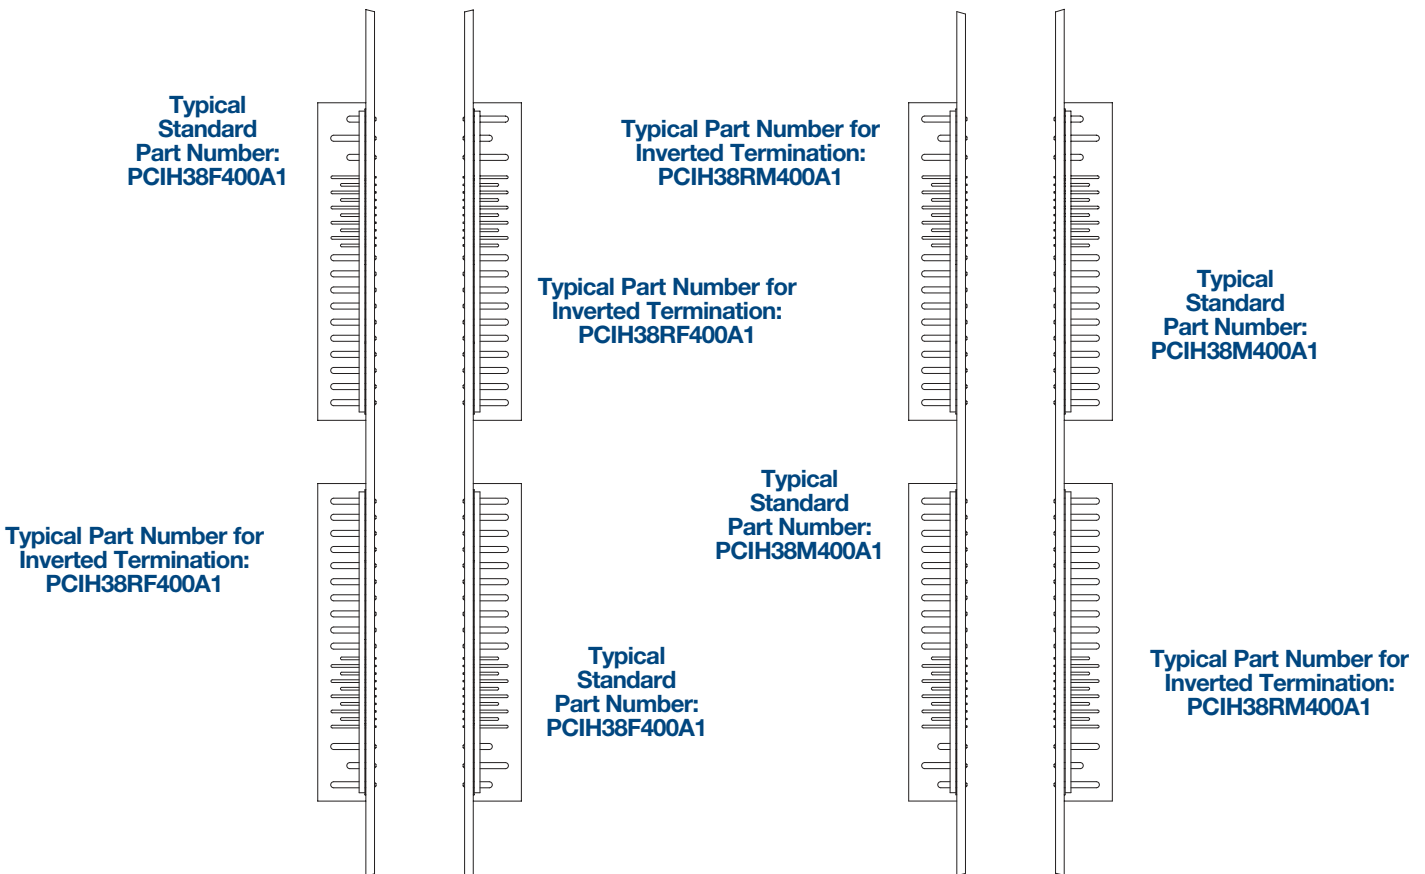 Typical
Standard
Part Number:
PCIH38F400A1
Typical Part Number for
Inverted Termination:
PCIH38RM400A1
Typical Part Number for
Inverted Termination:
PCIH38RF400A1
Typical
Standard
Part Number:
PCIH38M400A1
Typical
Standard
Part Number:
PCIH38M400A1
Typical Part Number for
Inverted Termination:
PCIH38RF400A1
Typical
Standard
Part Number:
PCIH38F400A1
Typical Part Number for
Inverted Termination:
PCIH38RM400A1